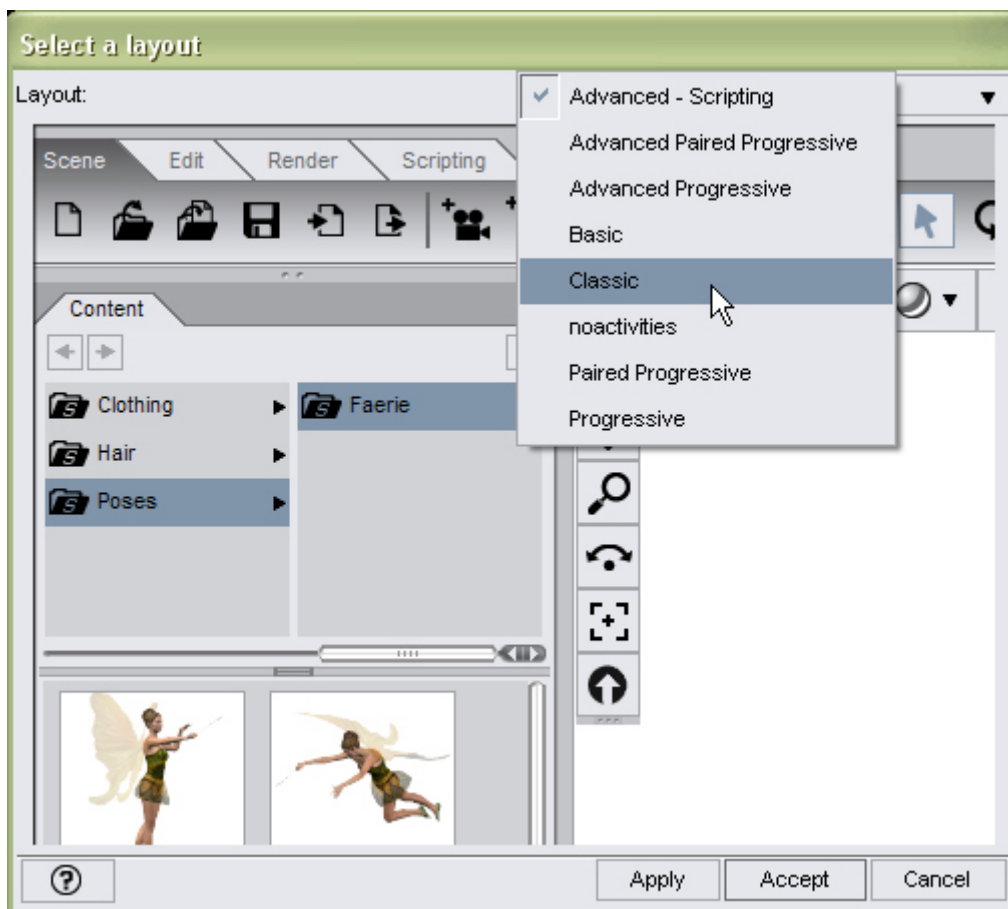 Select a layout
Layout:
Advanced - Scripting
Advanced Paired Progressive
Advanced Progressive
Basic
Classic
noactivities
Paired Progressive
Progressive
Scene Edit Render Scripting
Content
Clothing Faerie
Hair
Poses
Apply Accept Cancel